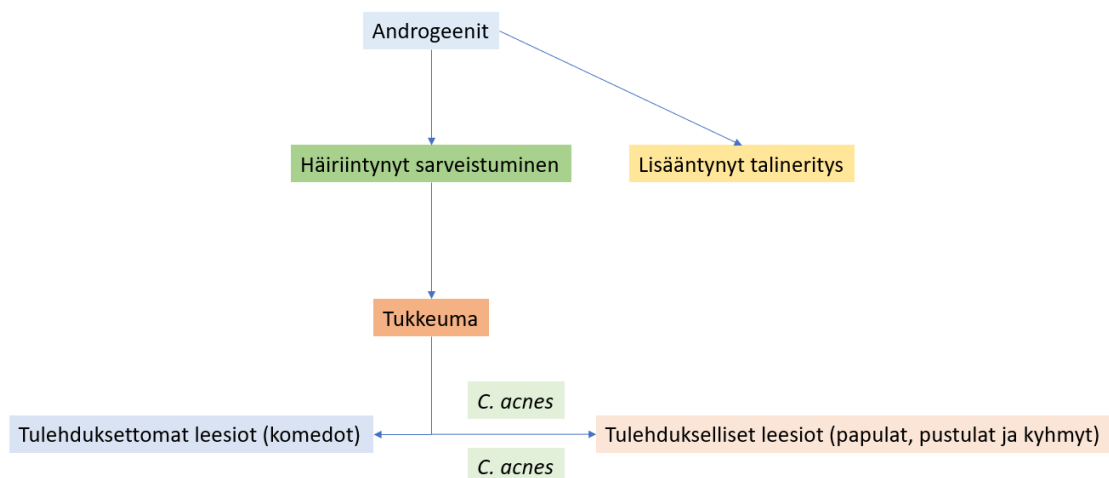 Androgeenit
Häiriintynyt sarveistuminen
Lisääntynyt talineritys
Tukkeuma
C. acnes
Tulehduksettomat leesiot (komedot)
Tulehdukselliset leesiot (papulat, pustulat ja kyhmyt)
C. acnes